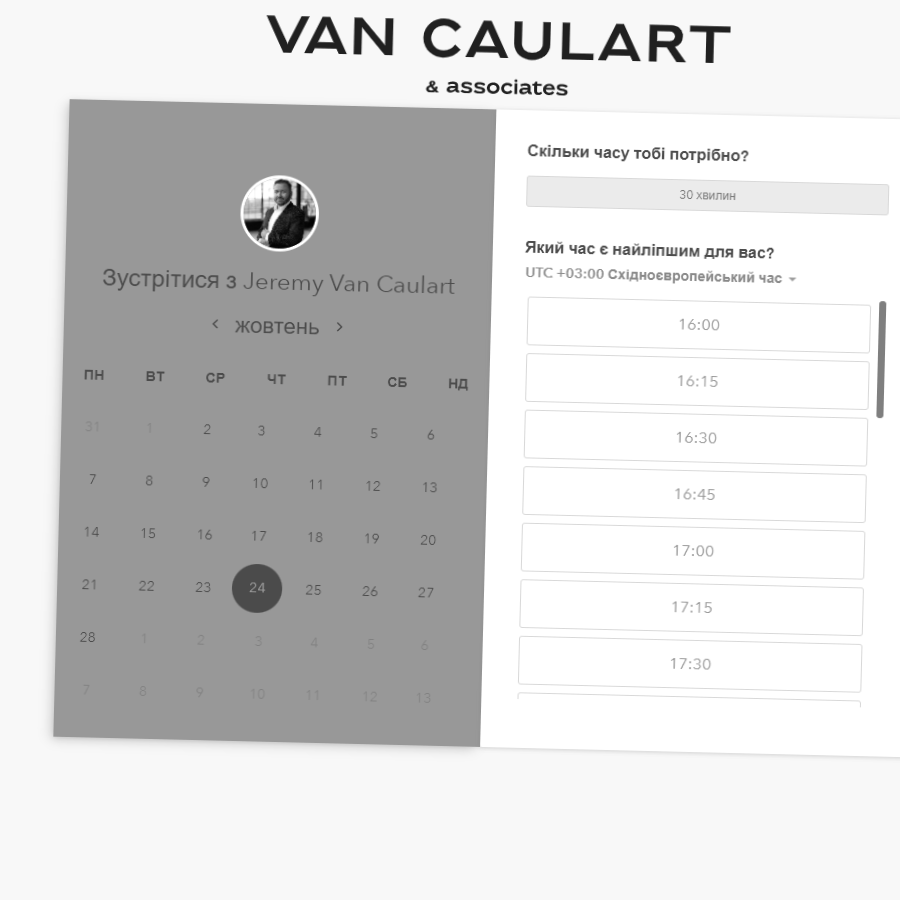 VAN CAULART
& associates
Зустрітися з Jeremy Van Caulart
жовтень
ПН ВТ СР ЧТ ПТ СБ НД
31 1 2 3 4 5 6
7 8 9 10 11 12 13
14 15 16 17 18 19 20
21 22 23 24 25 26 27
28 1 2 3 4 5 6
7 8 9 10 11 12 13
Скільки часу тобі потрібно?
30 хвилин
Який час є найліпшим для вас?
UTC +03:00 Східноєвропейський час
16:00
16:15
16:30
16:45
17:00
17:15
17:30